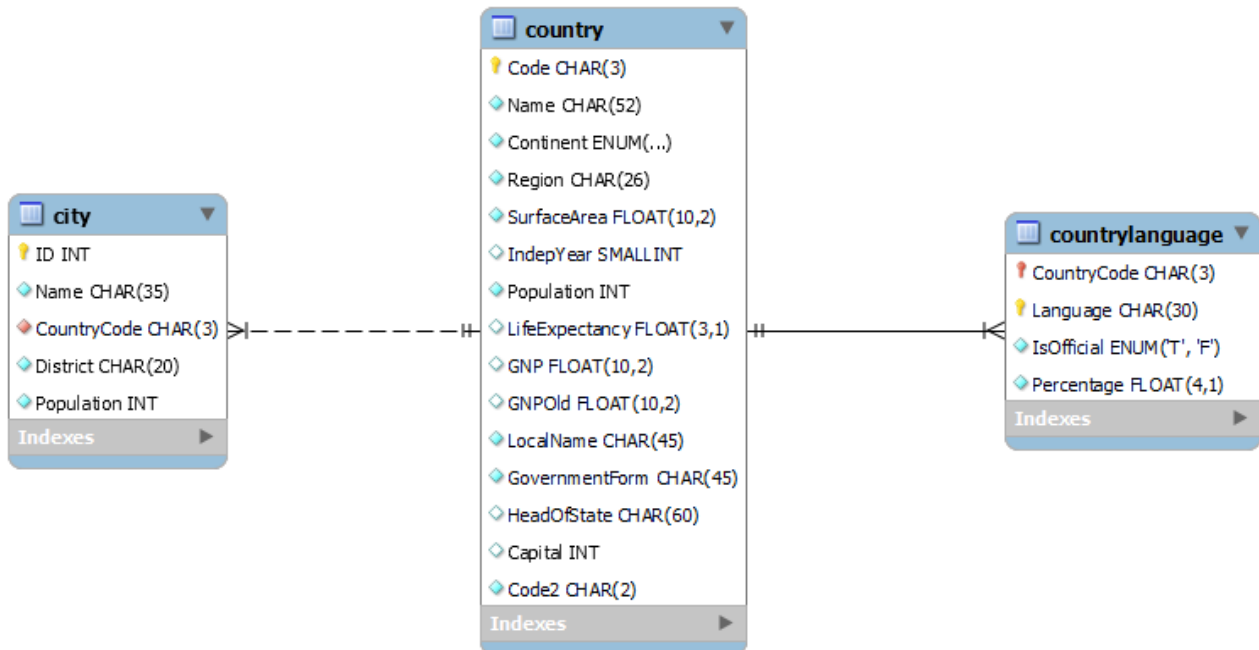 city
ID INT
Name CHAR(35)
CountryCode CHAR(3)
District CHAR(20)
Population INT
Indexes
country
Code CHAR(3)
Name CHAR(52)
Continent ENUM(...)
Region CHAR(26)
SurfaceArea FLOAT(10,2)
IndepYear SMALLINT
Population INT
LifeExpectancy FLOAT(3,1)
GNP FLOAT(10,2)
GNPOld FLOAT(10,2)
LocalName CHAR(45)
GovernmentForm CHAR(45)
HeadOfState CHAR(60)
Capital INT
Code2 CHAR(2)
Indexes
countrylanguage
CountryCode CHAR(3)
Language CHAR(30)
IsOfficial ENUM('T', 'F')
Percentage FLOAT(4,1)
Indexes